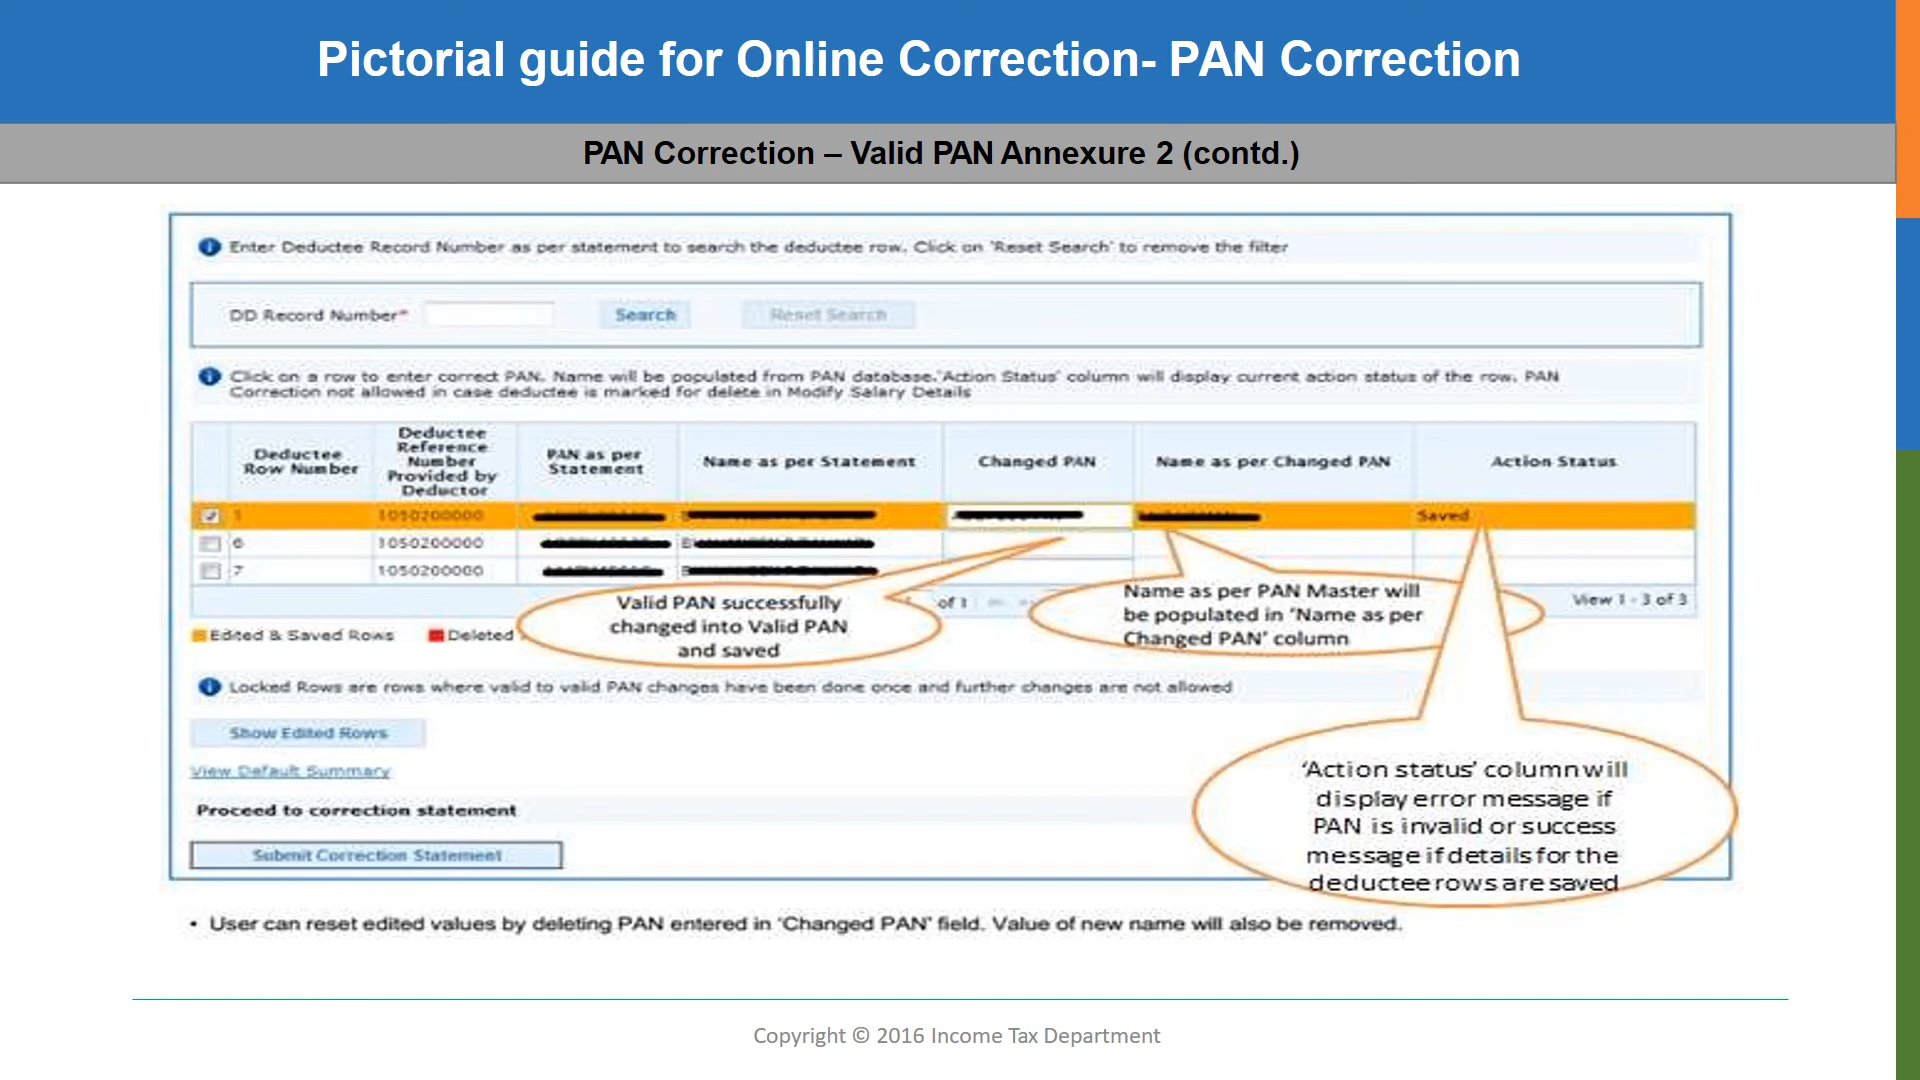 Pictorial guide for Online Correction- PAN Correction
PAN Correction – Valid PAN Annexure 2 (contd.)
Enter Deductee Record Number as per statement to search the deductee row. Click on 'Reset Search' to remove the filter
DD Record Number* Search Reset Search
Click on a row to enter correct PAN. Name will be populated from PAN database.'Action Status' column will display current action status of the row. PAN
Correction not allowed in case deductee is marked for delete in Modify Salary Details
Deductee Row Number
Deductee Reference Number Provided by Deductor
PAN as per Statement
Name as per Statement
Changed PAN
Name as per Changed PAN
Action Status
1 1050200000 Saved
6 1050200000
7 1050200000
of 1
View 1 - 3 of 3
Valid PAN successfully
changed into Valid PAN
and saved
Name as per PAN Master will
be populated in 'Name as per
Changed PAN' column
Edited & Saved Rows Deleted
Locked Rows are rows where valid to valid PAN changes have been done once and further changes are not allowed
Show Edited Rows
View Default Summary
Proceed to correction statement
Submit Correction Statement
'Action status' column will
display error message if
PAN is invalid or success
message if details for the
deductee rows are saved
• User can reset edited values by deleting PAN entered in 'Changed PAN' field. Value of new name will also be removed.
Copyright © 2016 Income Tax Department